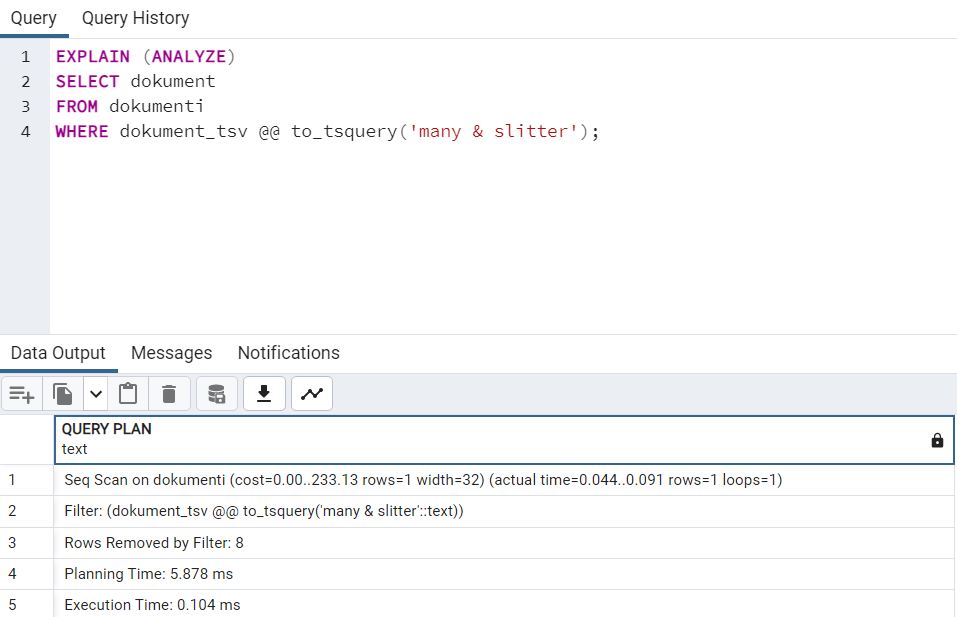 Query Query History
1 EXPLAIN (ANALYZE)
2 SELECT dokument
3 FROM dokumenti
4 WHERE dokument_tsv @@ to_tsquery('many & slitter');
Data Output Messages Notifications
QUERY PLAN
text
1 Seq Scan on dokumenti (cost=0.00..233.13 rows=1 width=32) (actual time=0.044..0.091 rows=1 loops=1)
2 Filter: (dokument_tsv @@ to_tsquery('many & slitter'::text))
3 Rows Removed by Filter: 8
4 Planning Time: 5.878 ms
5 Execution Time: 0.104 ms